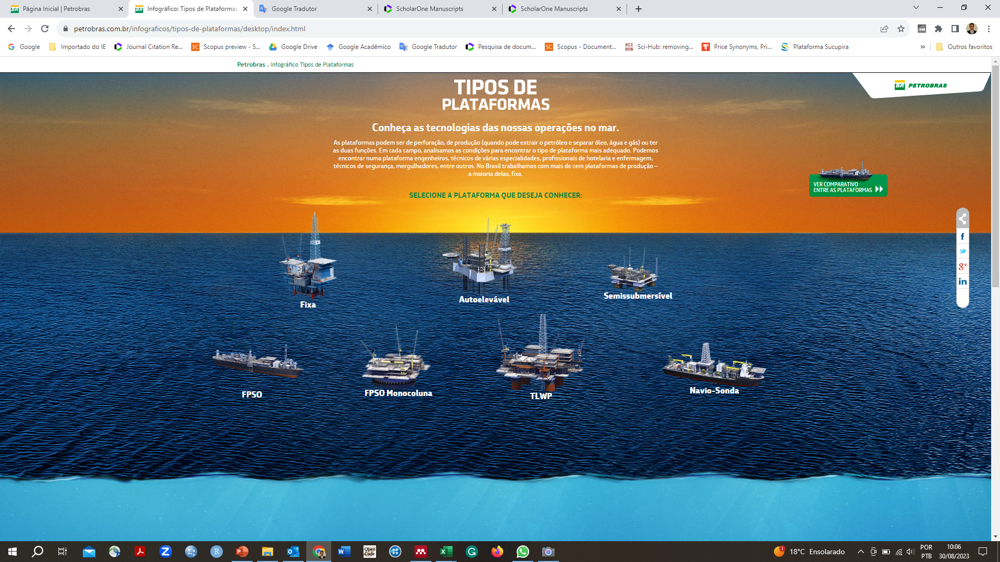 Página Inicial | Petrobras
Infográfico: Tipos de Plataformas
Google Tradutor
ScholarOne Manuscripts
ScholarOne Manuscripts
petrobras.com.br/infograficos/tipos-de-plataformas/desktop/index.html
Google
Importado do IE
Journal Citation Re...
Scopus preview - S...
Google Drive
Google Acadêmico
Google Tradutor
Pesquisa de docum...
Scopus - Document...
Sci-Hub: removing...
Price Synonyms, Pri...
Plataforma Sucupira
»
Outros favoritos
Petrobras . Infográfico Tipos de Plataformas
TIPOS DE
PLATAFORMAS
BR PETROBRAS
Conheça as tecnologias das nossas operações no mar.
As plataformas podem ser de perfuração, de produção (quando pode extrair o petróleo e separar óleo, água e gás) ou ter
as duas funções. Em cada campo, analisamos as condições para encontrar o tipo de plataforma mais adequado. Podemos
encontrar numa plataforma engenheiros, técnicos de várias especialidades, profissionais de hotelaria e enfermagem,
técnicos de segurança, mergulhadores, entre outros. No Brasil trabalhamos com mais de cem plataformas de produção –
a maioria delas, fixa.
VER COMPARATIVO
ENTRE AS PLATAFORMAS
SELECIONE A PLATAFORMA QUE DESEJA CONHECER:
Fixa
Autoelevável
Semissubmersível
FPSO
FPSO Monocoluna
TLWP
Navio-Sonda
18°C Ensolarado
POR
PTB
10:06
30/08/2023